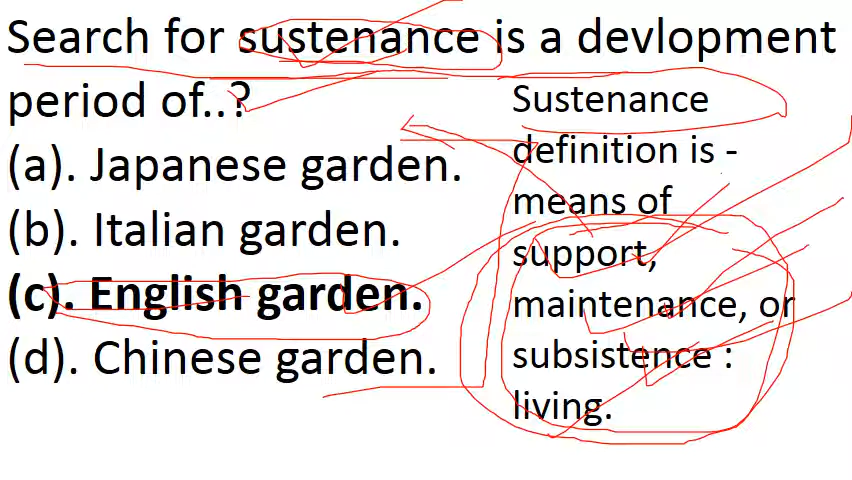 Search for sustenance is a devlopment
period of..?
(a). Japanese garden.
(b). Italian garden.
(c). English garden.
(d). Chinese garden.
Sustenance
definition is -
means of
support,
maintenance, or
subsistence :
living.